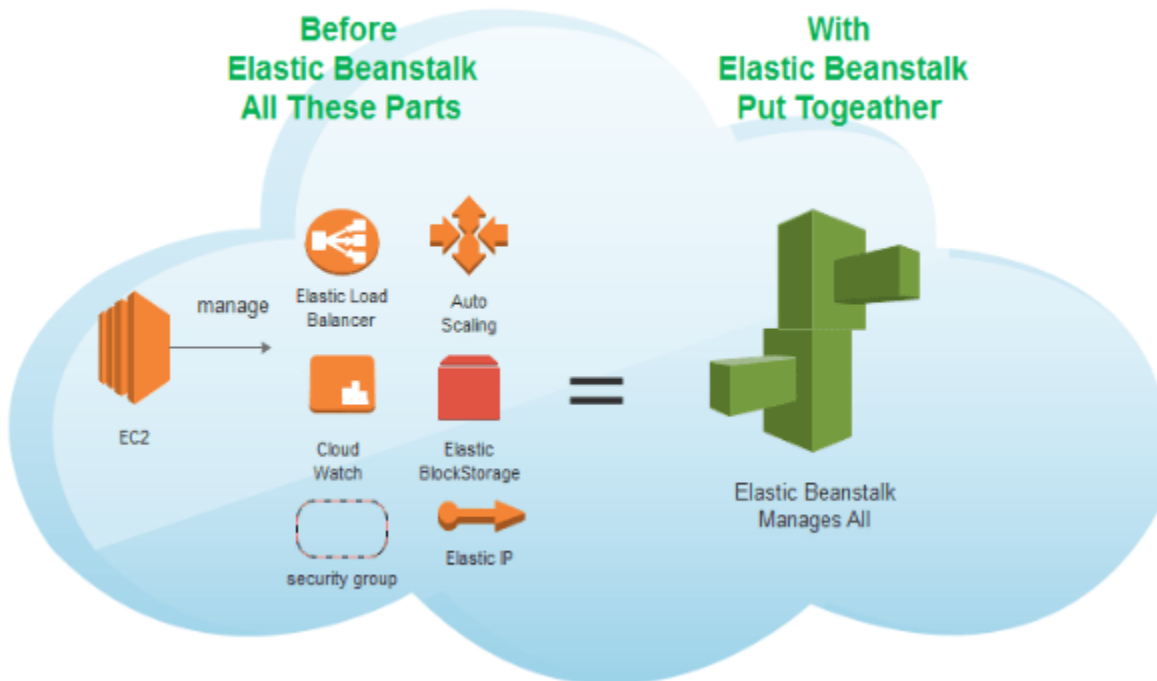 Before
Elastic Beanstalk
All These Parts
With
Elastic Beanstalk
Put Togeather
manage
EC2
Elastic Load
Balancer
Auto
Scaling
Cloud
Watch
Elastic
BlockStorage
security group
Elastic IP
=
Elastic Beanstalk
Manages All